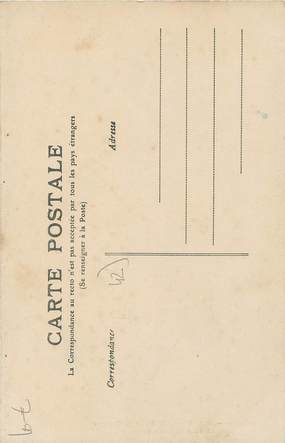 CARTE POSTALE
La Correspondance au recto n'est pas acceptée par tous les pays étrangers
(Se renseigner à la Poste)
Correspondance
Adresse
42)